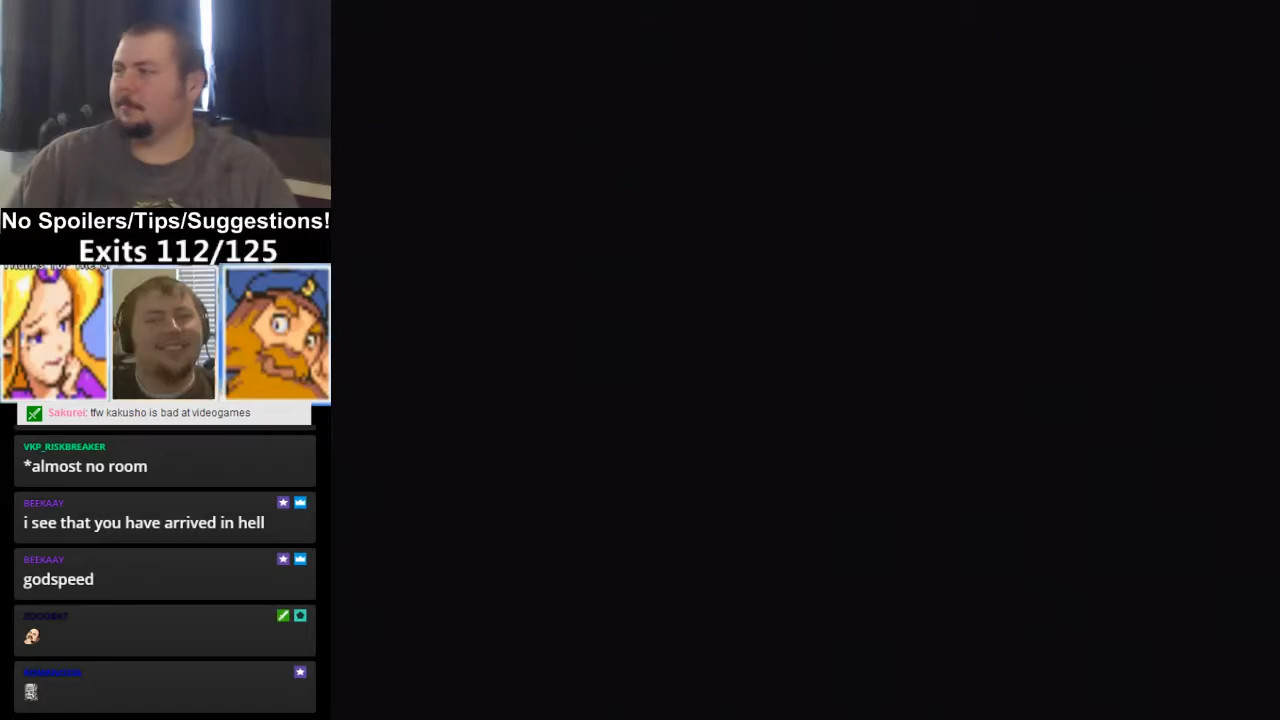 No Spoilers/Tips/Suggestions!
Exits 112/125
Sakurei: tfw kakusho is bad at videogames
VKP_RISKBREAKER
*almost no room
BEEKAAY
i see that you have arrived in hell
BEEKAAY
godspeed